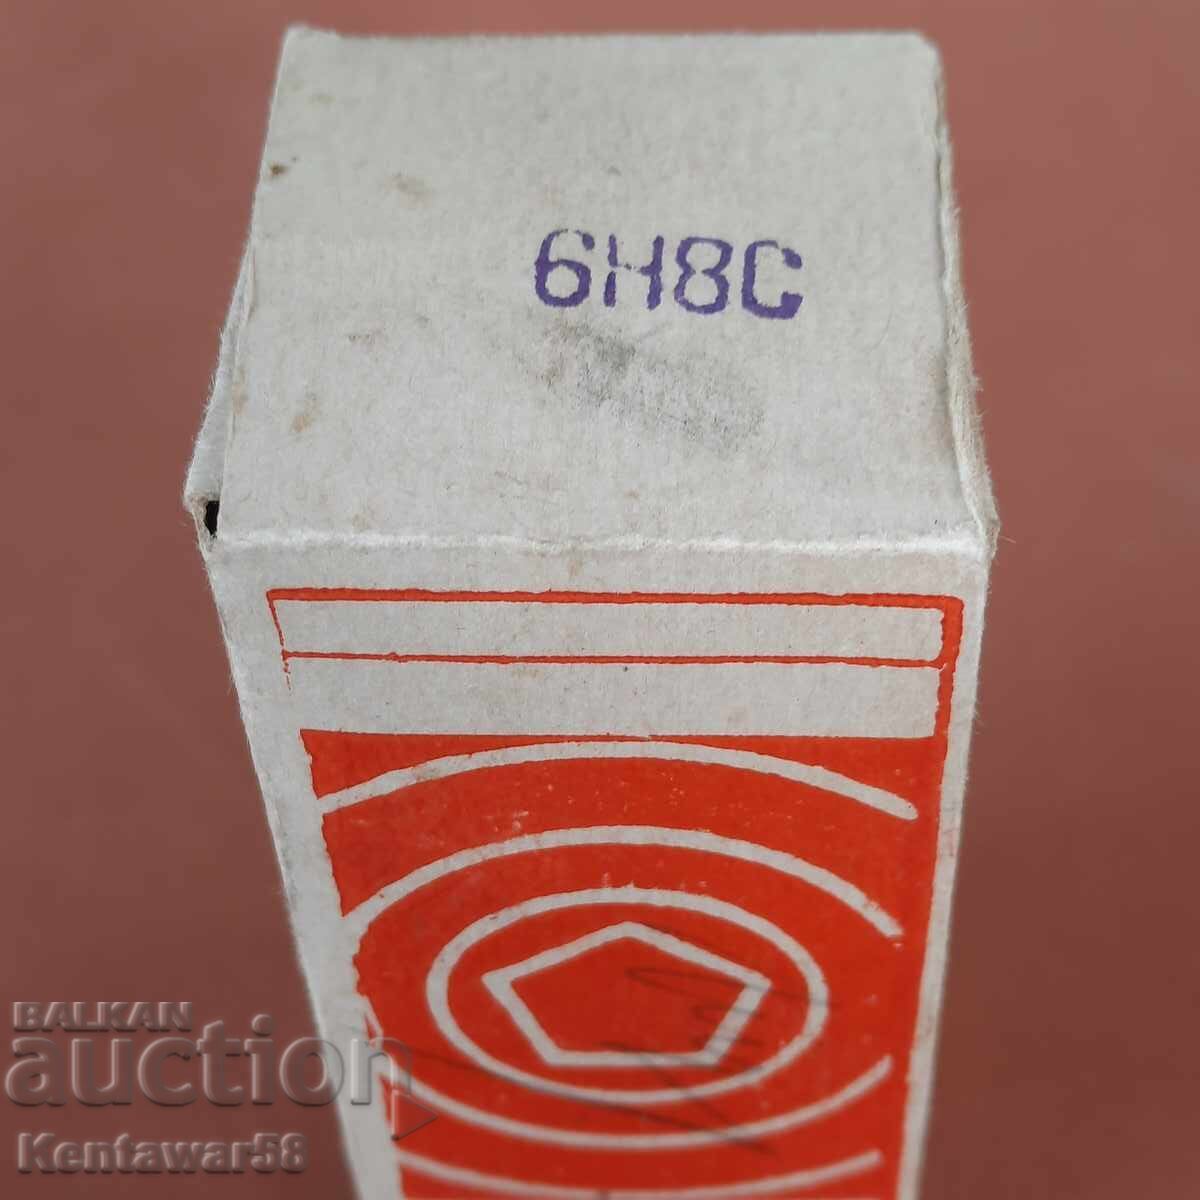 6Н8С
BALKAN
auction
Kentawar58